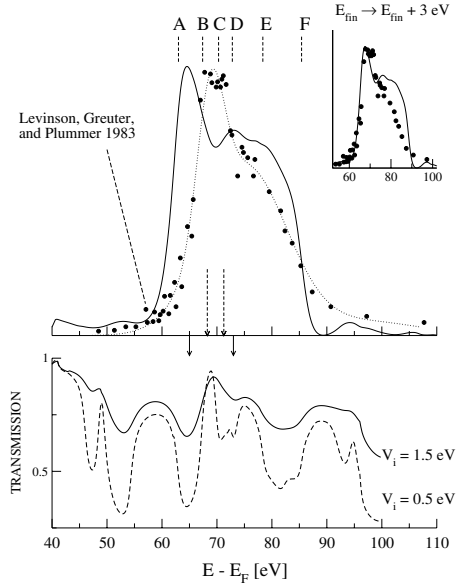 A B C D E F
E_fin → E_fin + 3 eV
60 80 100
Levinson, Greuter,
and Plummer 1983
TRANSMISSION
1
0.5
V_i = 1.5 eV
V_i = 0.5 eV
40 50 60 70 80 90 100 110
E - E_F [eV]